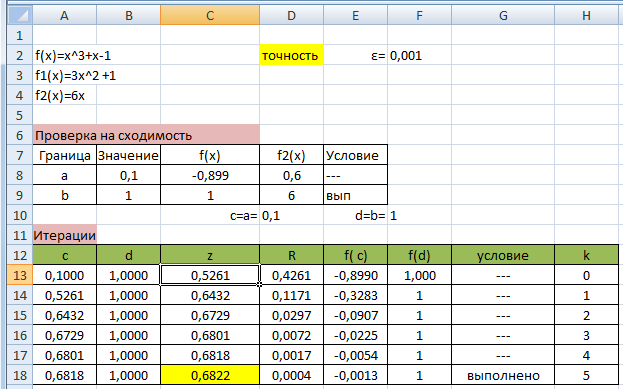 A B C D E F G H
1
2 f(x)=x^3+x-1 точность ε= 0,001
3 f1(x)=3x^2 +1
4 f2(x)=6x
5
6 Проверка на сходимость
7 Граница Значение f(x) f2(x) Условие
8 a 0,1 -0,899 0,6 ---
9 b 1 1 6 вып
10 c=a= 0,1 d=b= 1
11 Итерации
12 c d z R f( c) f(d) условие k
13 0,1000 1,0000 0,5261 0,4261 -0,8990 1,000 --- 0
14 0,5261 1,0000 0,6432 0,1171 -0,3283 1 --- 1
15 0,6432 1,0000 0,6729 0,0297 -0,0907 1 --- 2
16 0,6729 1,0000 0,6801 0,0072 -0,0225 1 --- 3
17 0,6801 1,0000 0,6818 0,0017 -0,0054 1 --- 4
18 0,6818 1,0000 0,6822 0,0004 -0,0013 1 выполнено 5